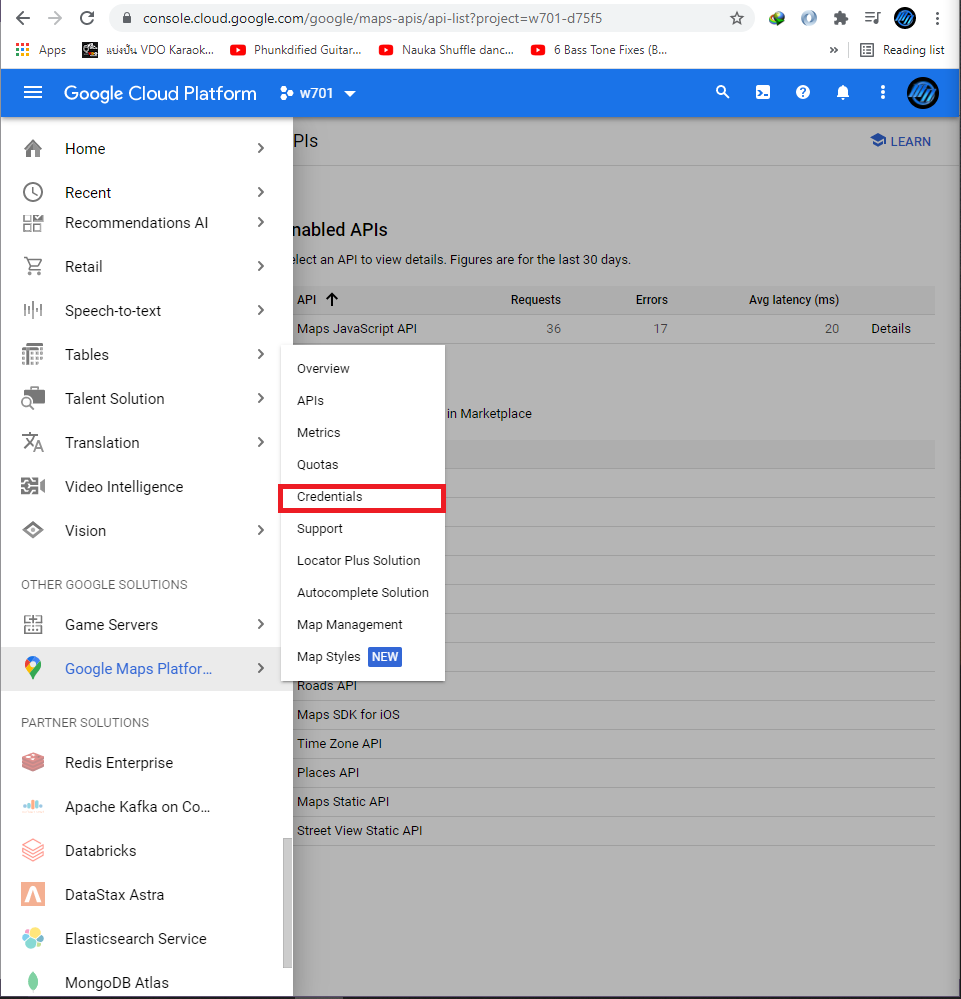 console.cloud.google.com/google/maps-apis/api-list?project=w701-d75f5
Apps
แบ่งปัน VDO Karaok...
Phunkdified Guitar...
Nauka Shuffle danc...
6 Bass Tone Fixes (B...
»
Reading list
Google Cloud Platform
w701
Home
Recent
Recommendations AI
Retail
Speech-to-text
Tables
Talent Solution
Translation
Video Intelligence
Vision
OTHER GOOGLE SOLUTIONS
Game Servers
Google Maps Platfor...
PARTNER SOLUTIONS
Redis Enterprise
Apache Kafka on Co...
Databricks
DataStax Astra
Elasticsearch Service
MongoDB Atlas
Overview
APIs
Metrics
Quotas
Credentials
Support
Locator Plus Solution
Autocomplete Solution
Map Management
Map Styles NEW
PIs
LEARN
nabled APIs
elect an API to view details. Figures are for the last 30 days.
API Requests Errors Avg latency (ms)
Maps JavaScript API 36 17 20 Details
in Marketplace
Roads API
Maps SDK for iOS
Time Zone API
Places API
Maps Static API
Street View Static API